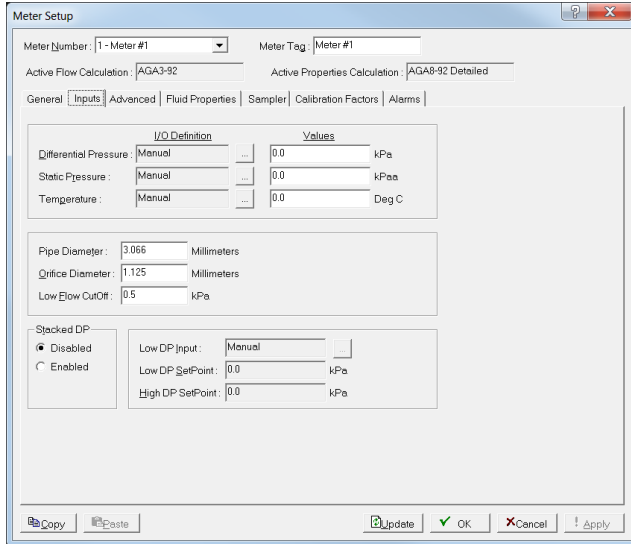 Meter Setup
Meter Number : 1 - Meter #1 Meter Tag : Meter #1
Active Flow Calculation : AGA3-92 Active Properties Calculation : AGA8-92 Detailed
General Inputs Advanced Fluid Properties Sampler Calibration Factors Alarms
I/O Definition Values
Differential Pressure : Manual ... 0.0 kPa
Static Pressure : Manual ... 0.0 kPaa
Temperature : Manual ... 0.0 Deg C
Pipe Diameter : 3.066 Millimeters
Orifice Diameter : 1.125 Millimeters
Low Flow CutOff : 0.5 kPa
Stacked DP
Disabled
Enabled
Low DP Input : Manual ...
Low DP SetPoint : 0.0 kPa
High DP SetPoint : 0.0 kPa
Copy Paste Update OK Cancel ! Apply